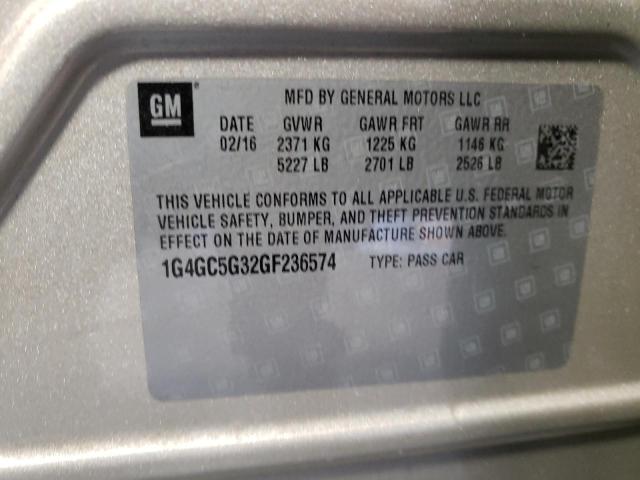 GM
MFD BY GENERAL MOTORS LLC
DATE GVWR GAWR FRT GAWR RR
02/16 2371 KG 1225 KG 1146 KG
5227 LB 2701 LB 2526 LB
THIS VEHICLE CONFORMS TO ALL APPLICABLE U.S. FEDERAL MOTOR
VEHICLE SAFETY, BUMPER, AND THEFT PREVENTION STANDARDS IN
EFFECT ON THE DATE OF MANUFACTURE SHOWN ABOVE.
1G4GC5G32GF236574 TYPE: PASS CAR